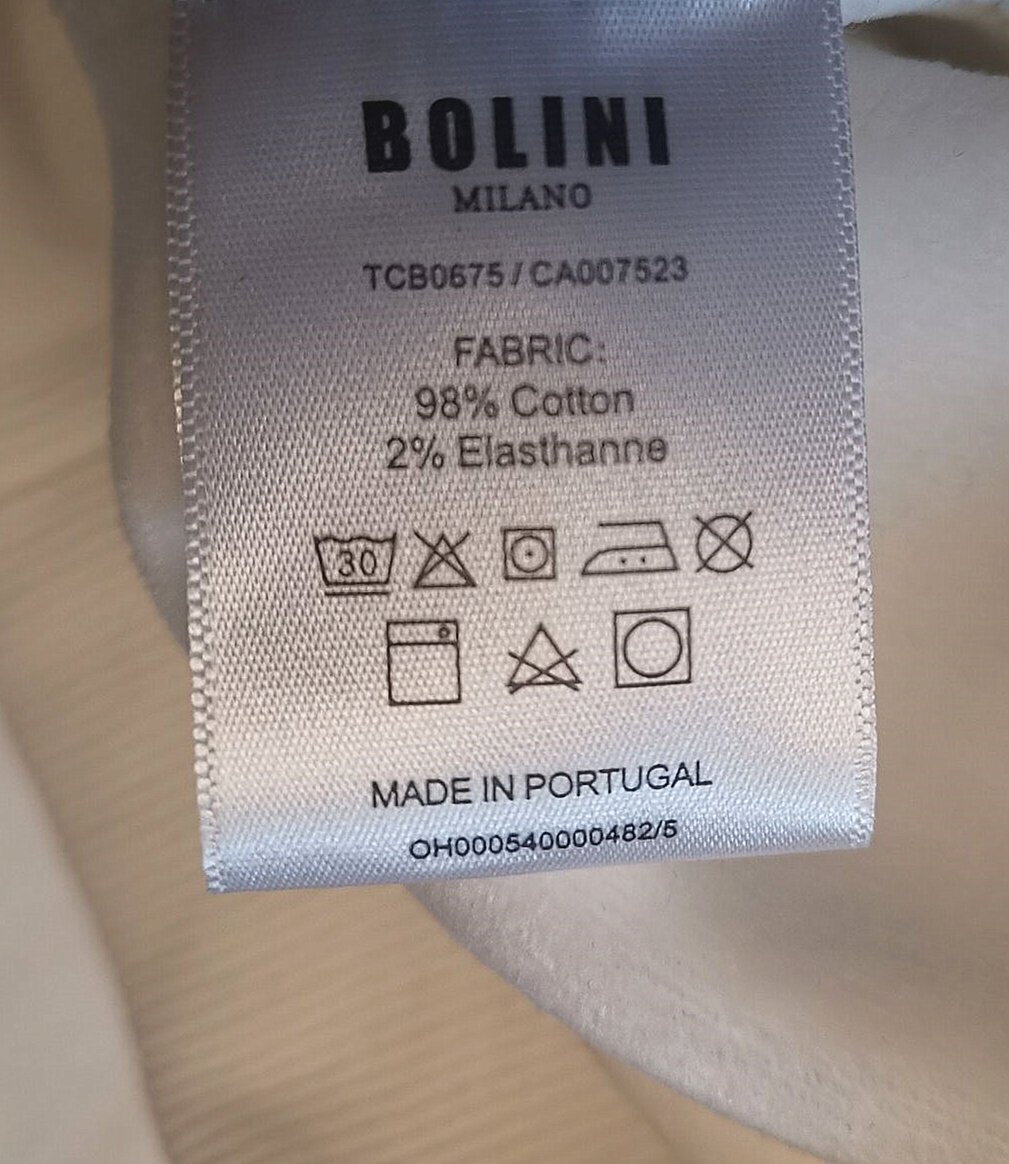 BOLINI
MILANO
TCB0675 / CA007523
FABRIC:
98% Cotton
2% Elasthanne
30
MADE IN PORTUGAL
OH000540000482/5